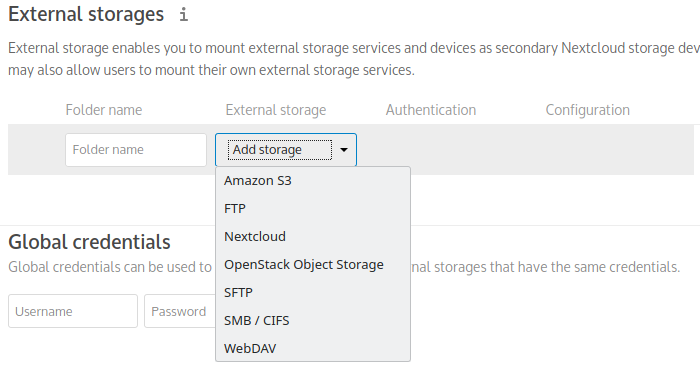 External storages i
External storage enables you to mount external storage services and devices as secondary Nextcloud storage dev
may also allow users to mount their own external storage services.
Folder name External storage Authentication Configuration
Folder name Add storage
Amazon S3
FTP
Nextcloud
OpenStack Object Storage
SFTP
SMB / CIFS
WebDAV
Global credentials
Global credentials can be used to nal storages that have the same credentials.
Username Password